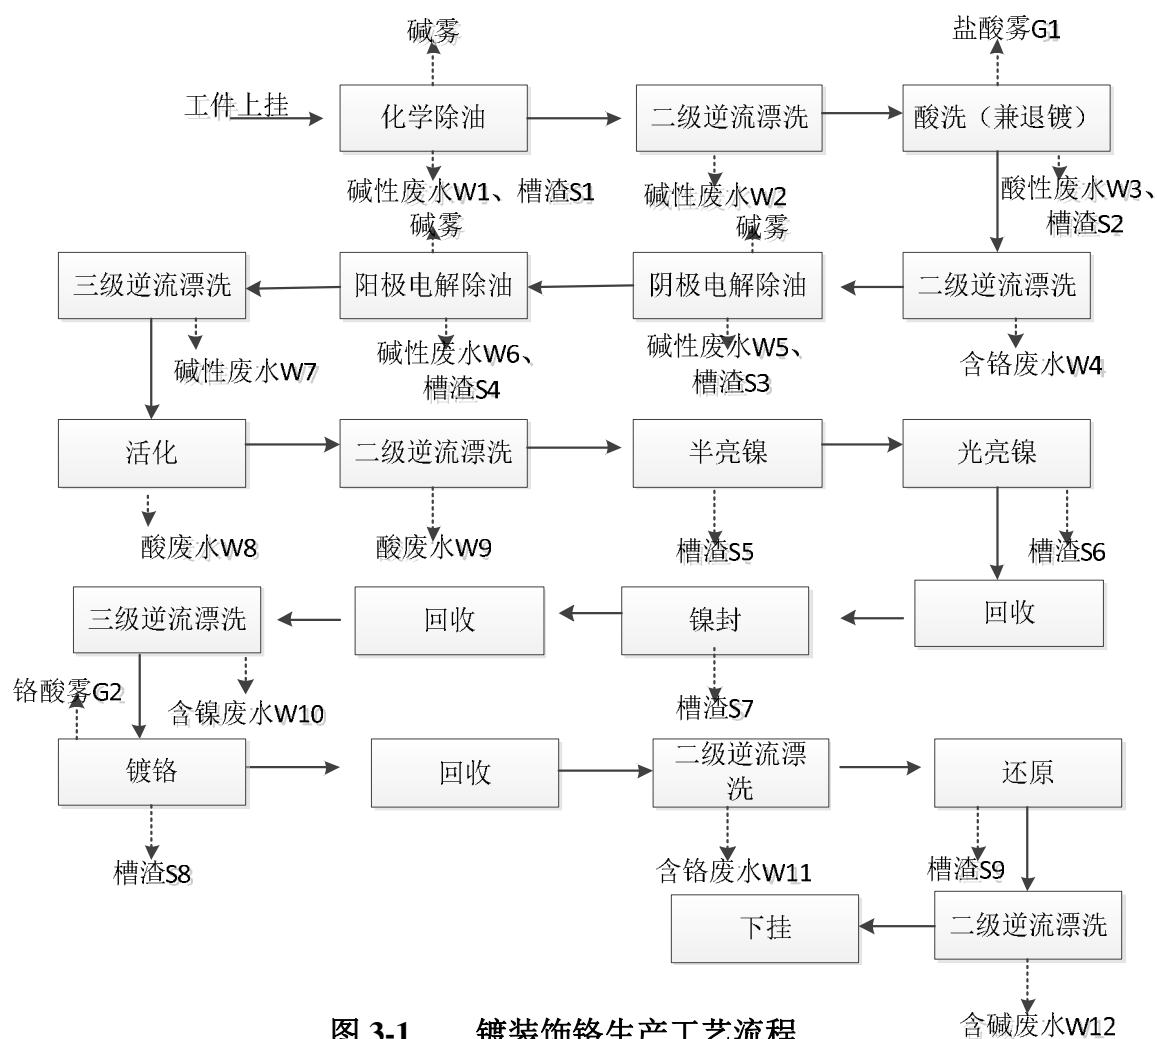 碱雾
盐酸雾G1
工件上挂
化学除油
二级逆流漂洗
酸洗（兼退镀）
碱性废水W1、槽渣S1
碱性废水W2
酸性废水W3、
槽渣S2
碱雾
碱雾
三级逆流漂洗
阳极电解除油
阴极电解除油
二级逆流漂洗
碱性废水W7
碱性废水W6、
槽渣S4
碱性废水W5、
槽渣S3
含铬废水W4
活化
二级逆流漂洗
半亮镍
光亮镍
酸废水W8
酸废水W9
槽渣S5
槽渣S6
三级逆流漂洗
回收
镍封
回收
铬酸雾G2
含镍废水W10
槽渣S7
镀铬
回收
二级逆流漂
洗
还原
槽渣S8
含铬废水W11
槽渣S9
下挂
二级逆流漂洗
含碱废水W12
图 3-1 镀装饰铬生产工艺流程